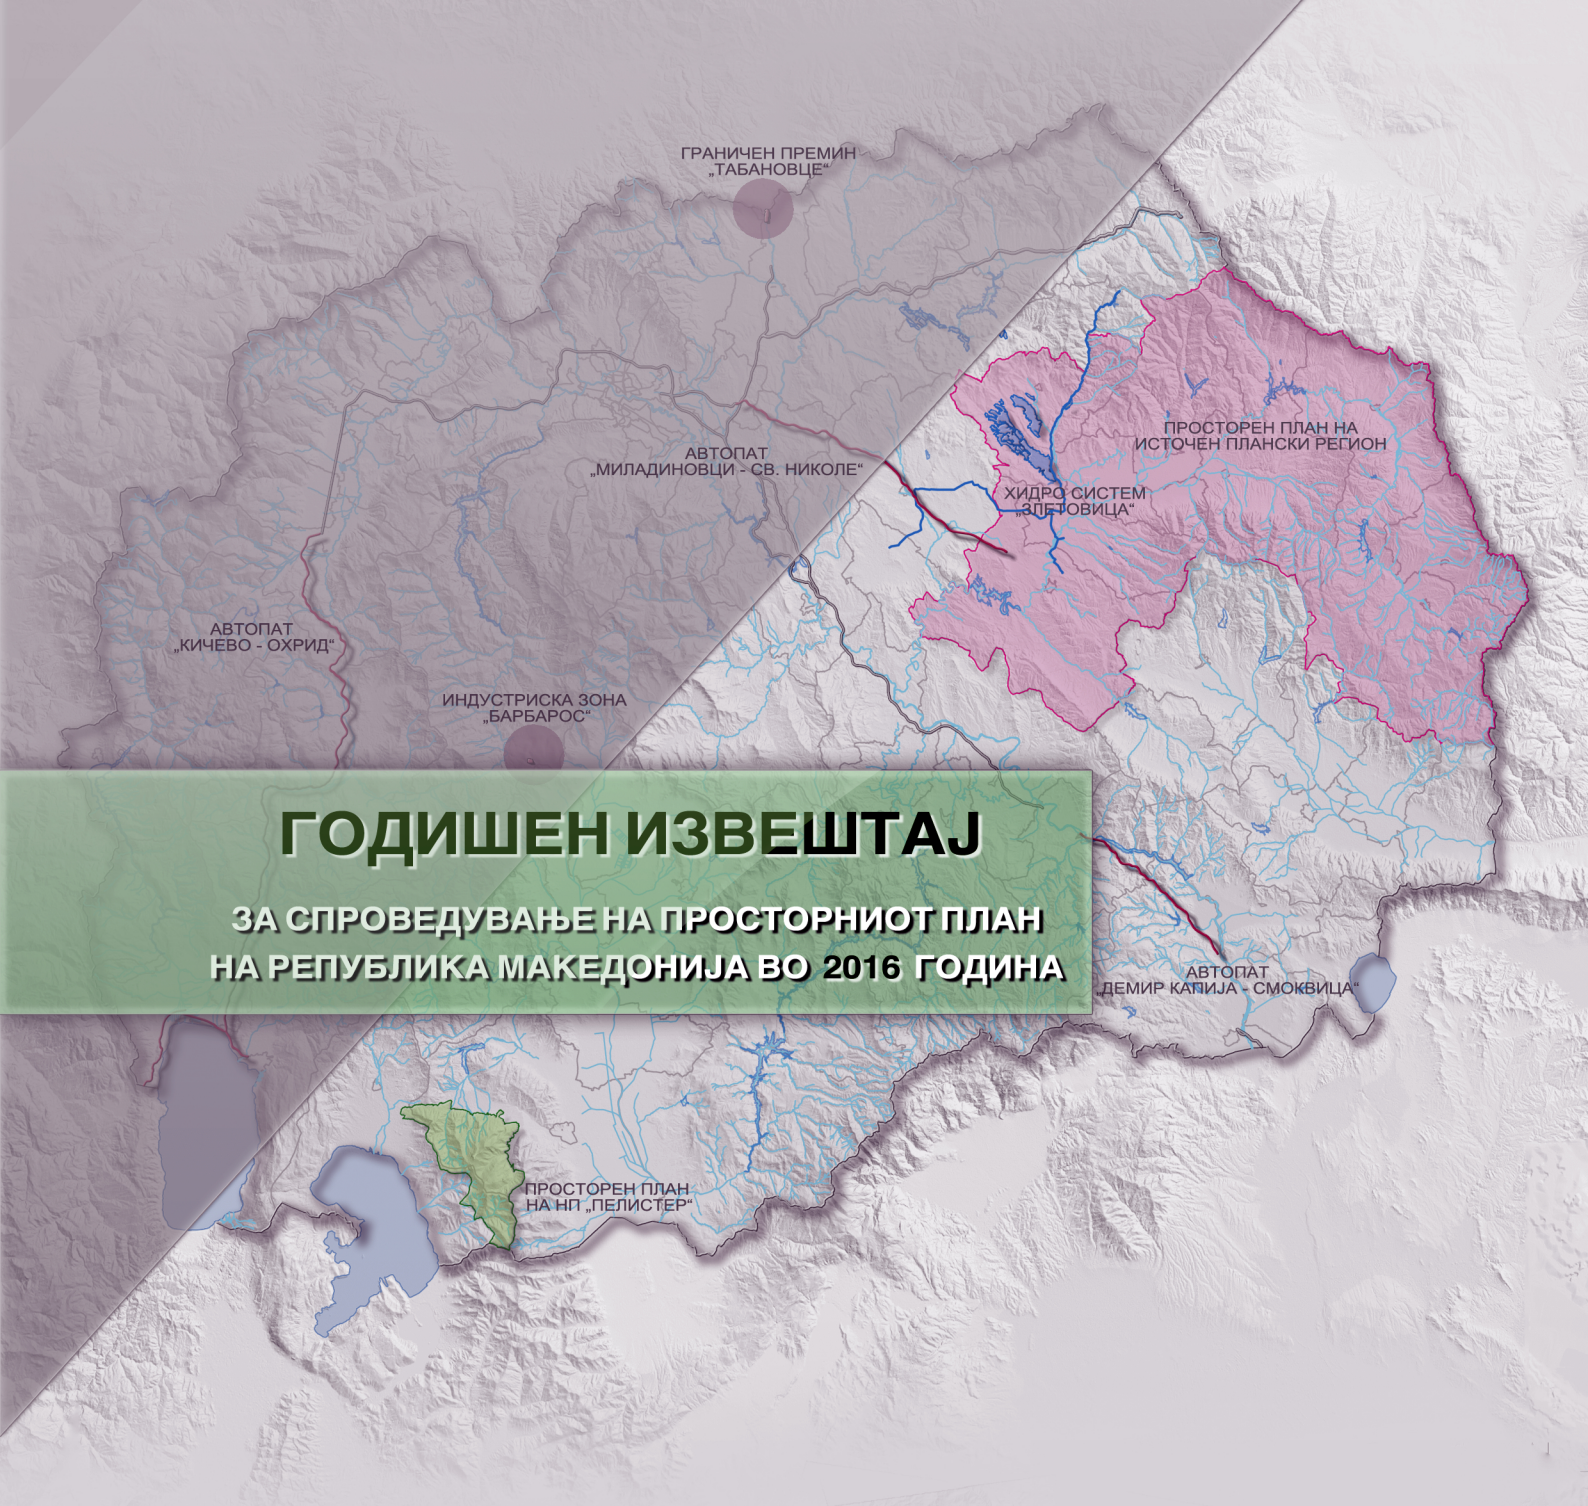 ГРАНИЧЕН ПРЕМИН
„ТАБАНОВЦЕ“
ПРОСТОРЕН ПЛАН НА
ИСТОЧЕН ПЛАНСКИ РЕГИОН
АВТОПАТ
„МИЛАДИНОВЦИ - СВ. НИКОЛЕ“
ХИДРО СИСТЕМ
„ЗЛЕТОВИЦА“
АВТОПАТ
„КИЧЕВО - ОХРИД“
ИНДУСТРИСКА ЗОНА
„БАРБАРОС“
ГОДИШЕН ИЗВЕШТАЈ
ЗА СПРОВЕДУВАЊЕ НА ПРОСТОРНИОТ ПЛАН
НА РЕПУБЛИКА МАКЕДОНИЈА ВО 2016 ГОДИНА
АВТОПАТ
„ДЕМИР КАПИЈА - СМОКВИЦА“
ПРОСТОРЕН ПЛАН
НА НП „ПЕЛИСТЕР“